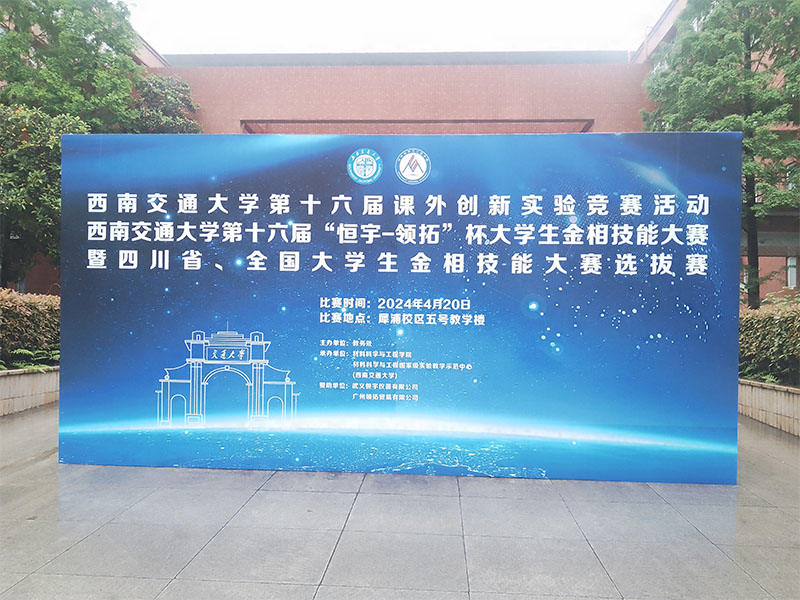 西南交通大学第十六届课外创新实验竞赛活动
西南交通大学第十六届“恒宇-领拓”杯大学生金相技能大赛
暨四川省、全国大学生金相技能大赛选拔赛
比赛时间：2024年4月20日
比赛地点：犀浦校区五号教学楼
主办单位：教务处
承办单位：材料科学与工程学院
材料科学与工程国家级实验教学示范中心
(西南交通大学)
赞助单位：武义恒宇仪器有限公司
广州领拓贸易有限公司
交通大学